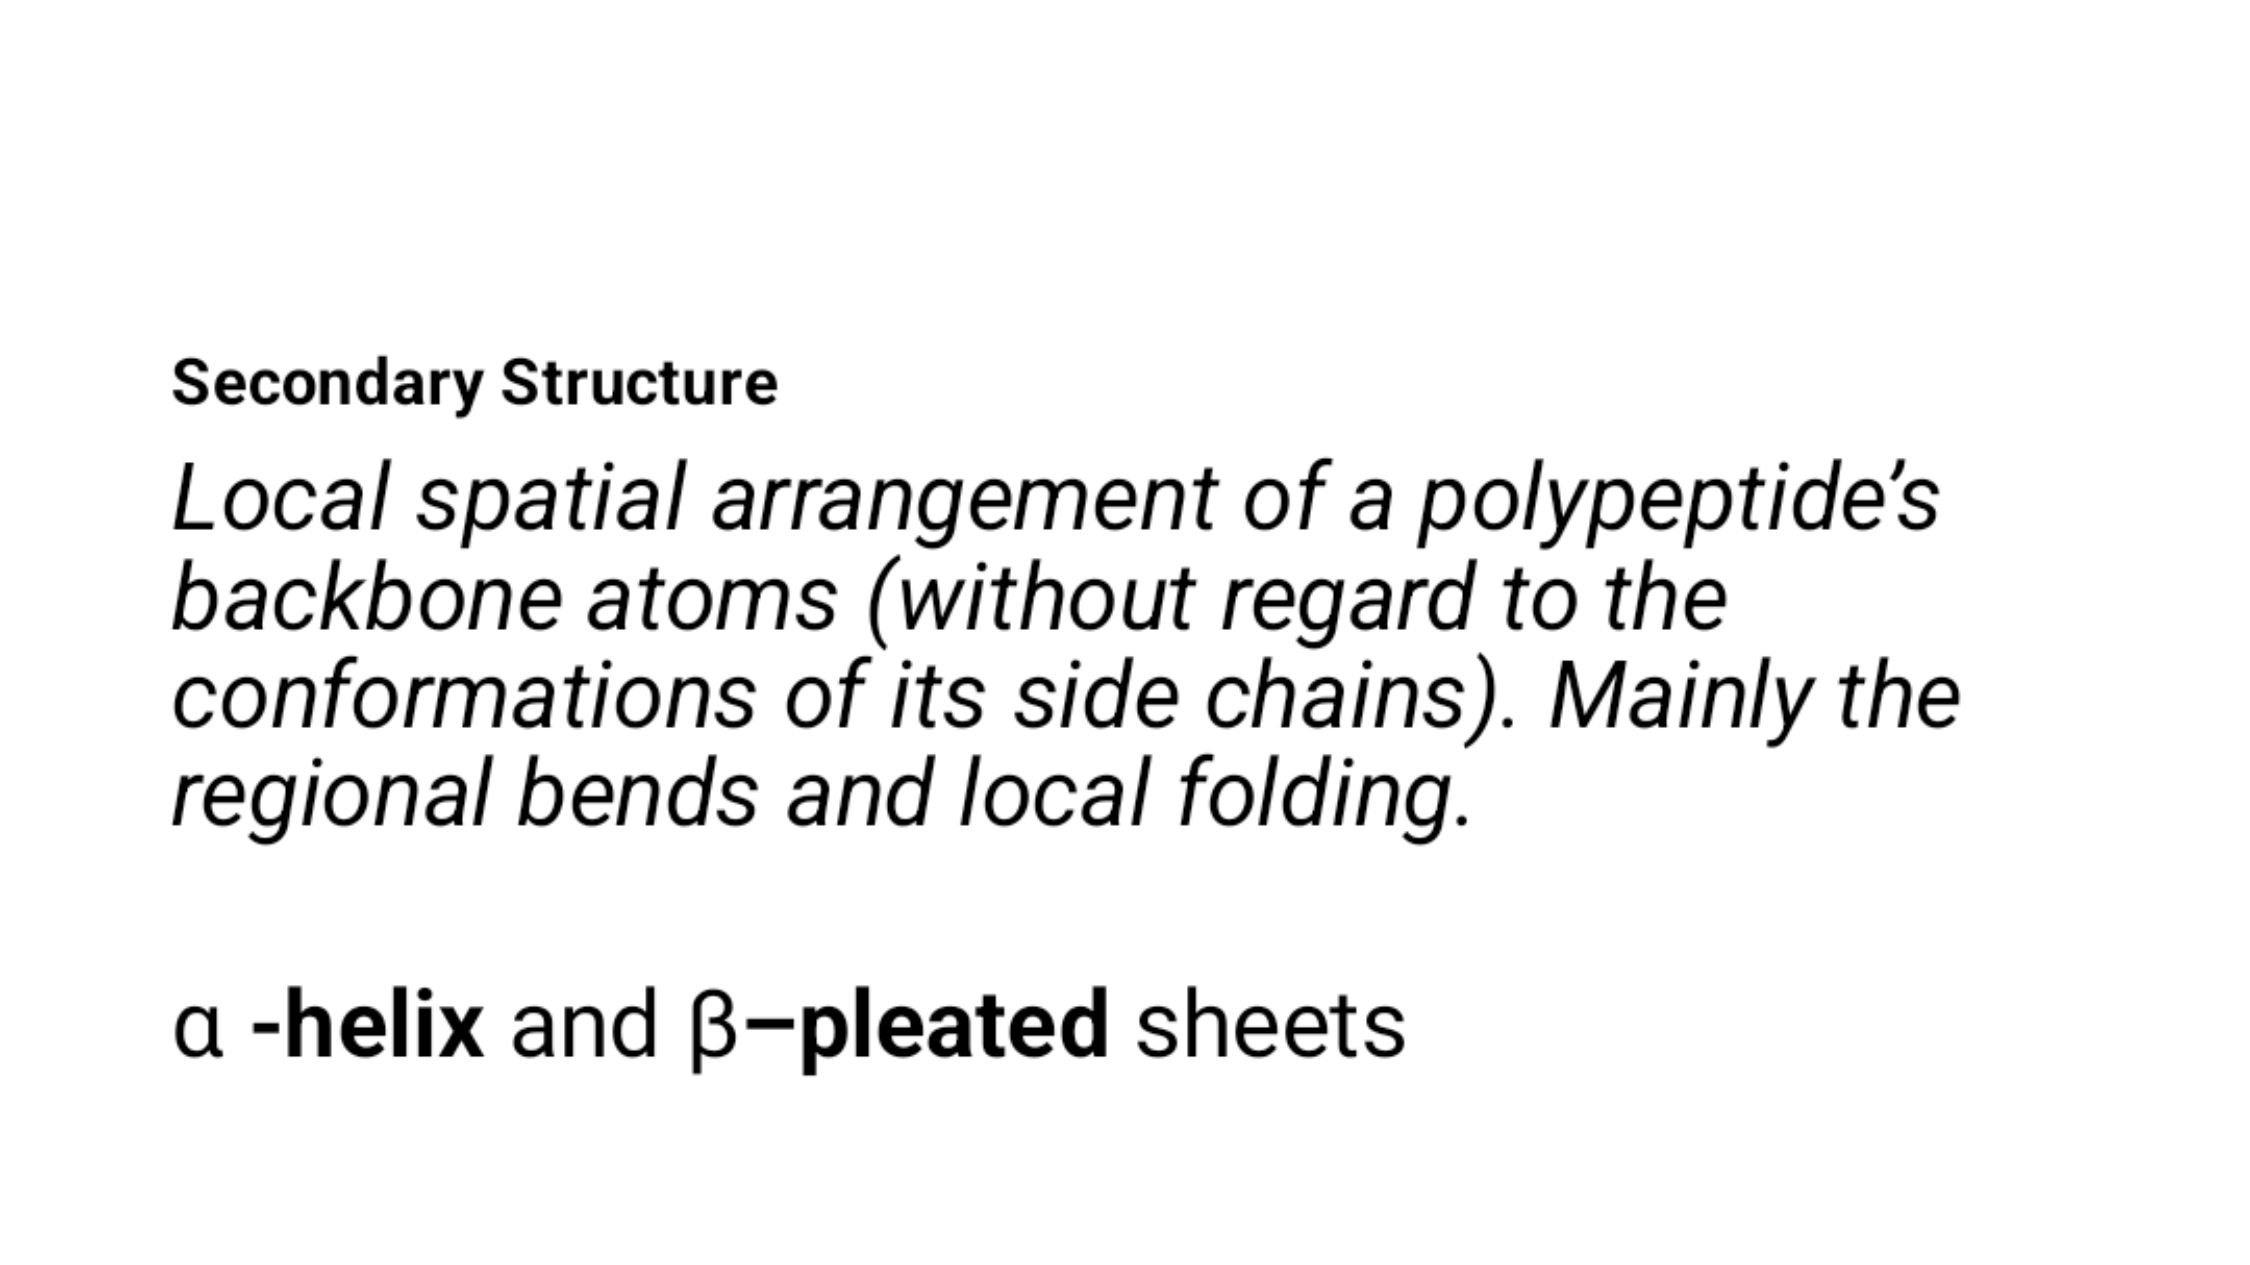 Secondary Structure
Local spatial arrangement of a polypeptide’s
backbone atoms (without regard to the
conformations of its side chains). Mainly the
regional bends and local folding.
α -helix and β–pleated sheets